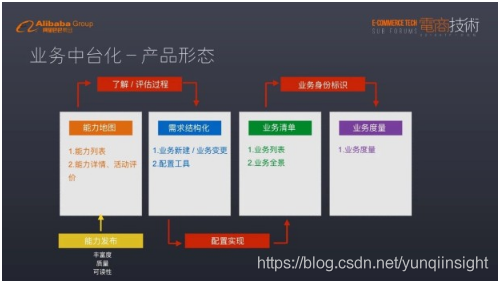 Alibaba Group
阿里巴巴集团
E-COMMERCE TECH
SUB FORUMS
電商技術
业务中台化 – 产品形态
了解 / 评估过程
业务身份标识
能力地图
需求结构化
业务清单
业务度量
1.能力列表
2.能力详情、活动评
价
1.业务新建 / 业务变更
2.配置工具
1.业务列表
2.业务全景
1.业务度量
能力发布
配置实现
丰富度
质量
可读性
https://blog.csdn.net/yunqiinsight